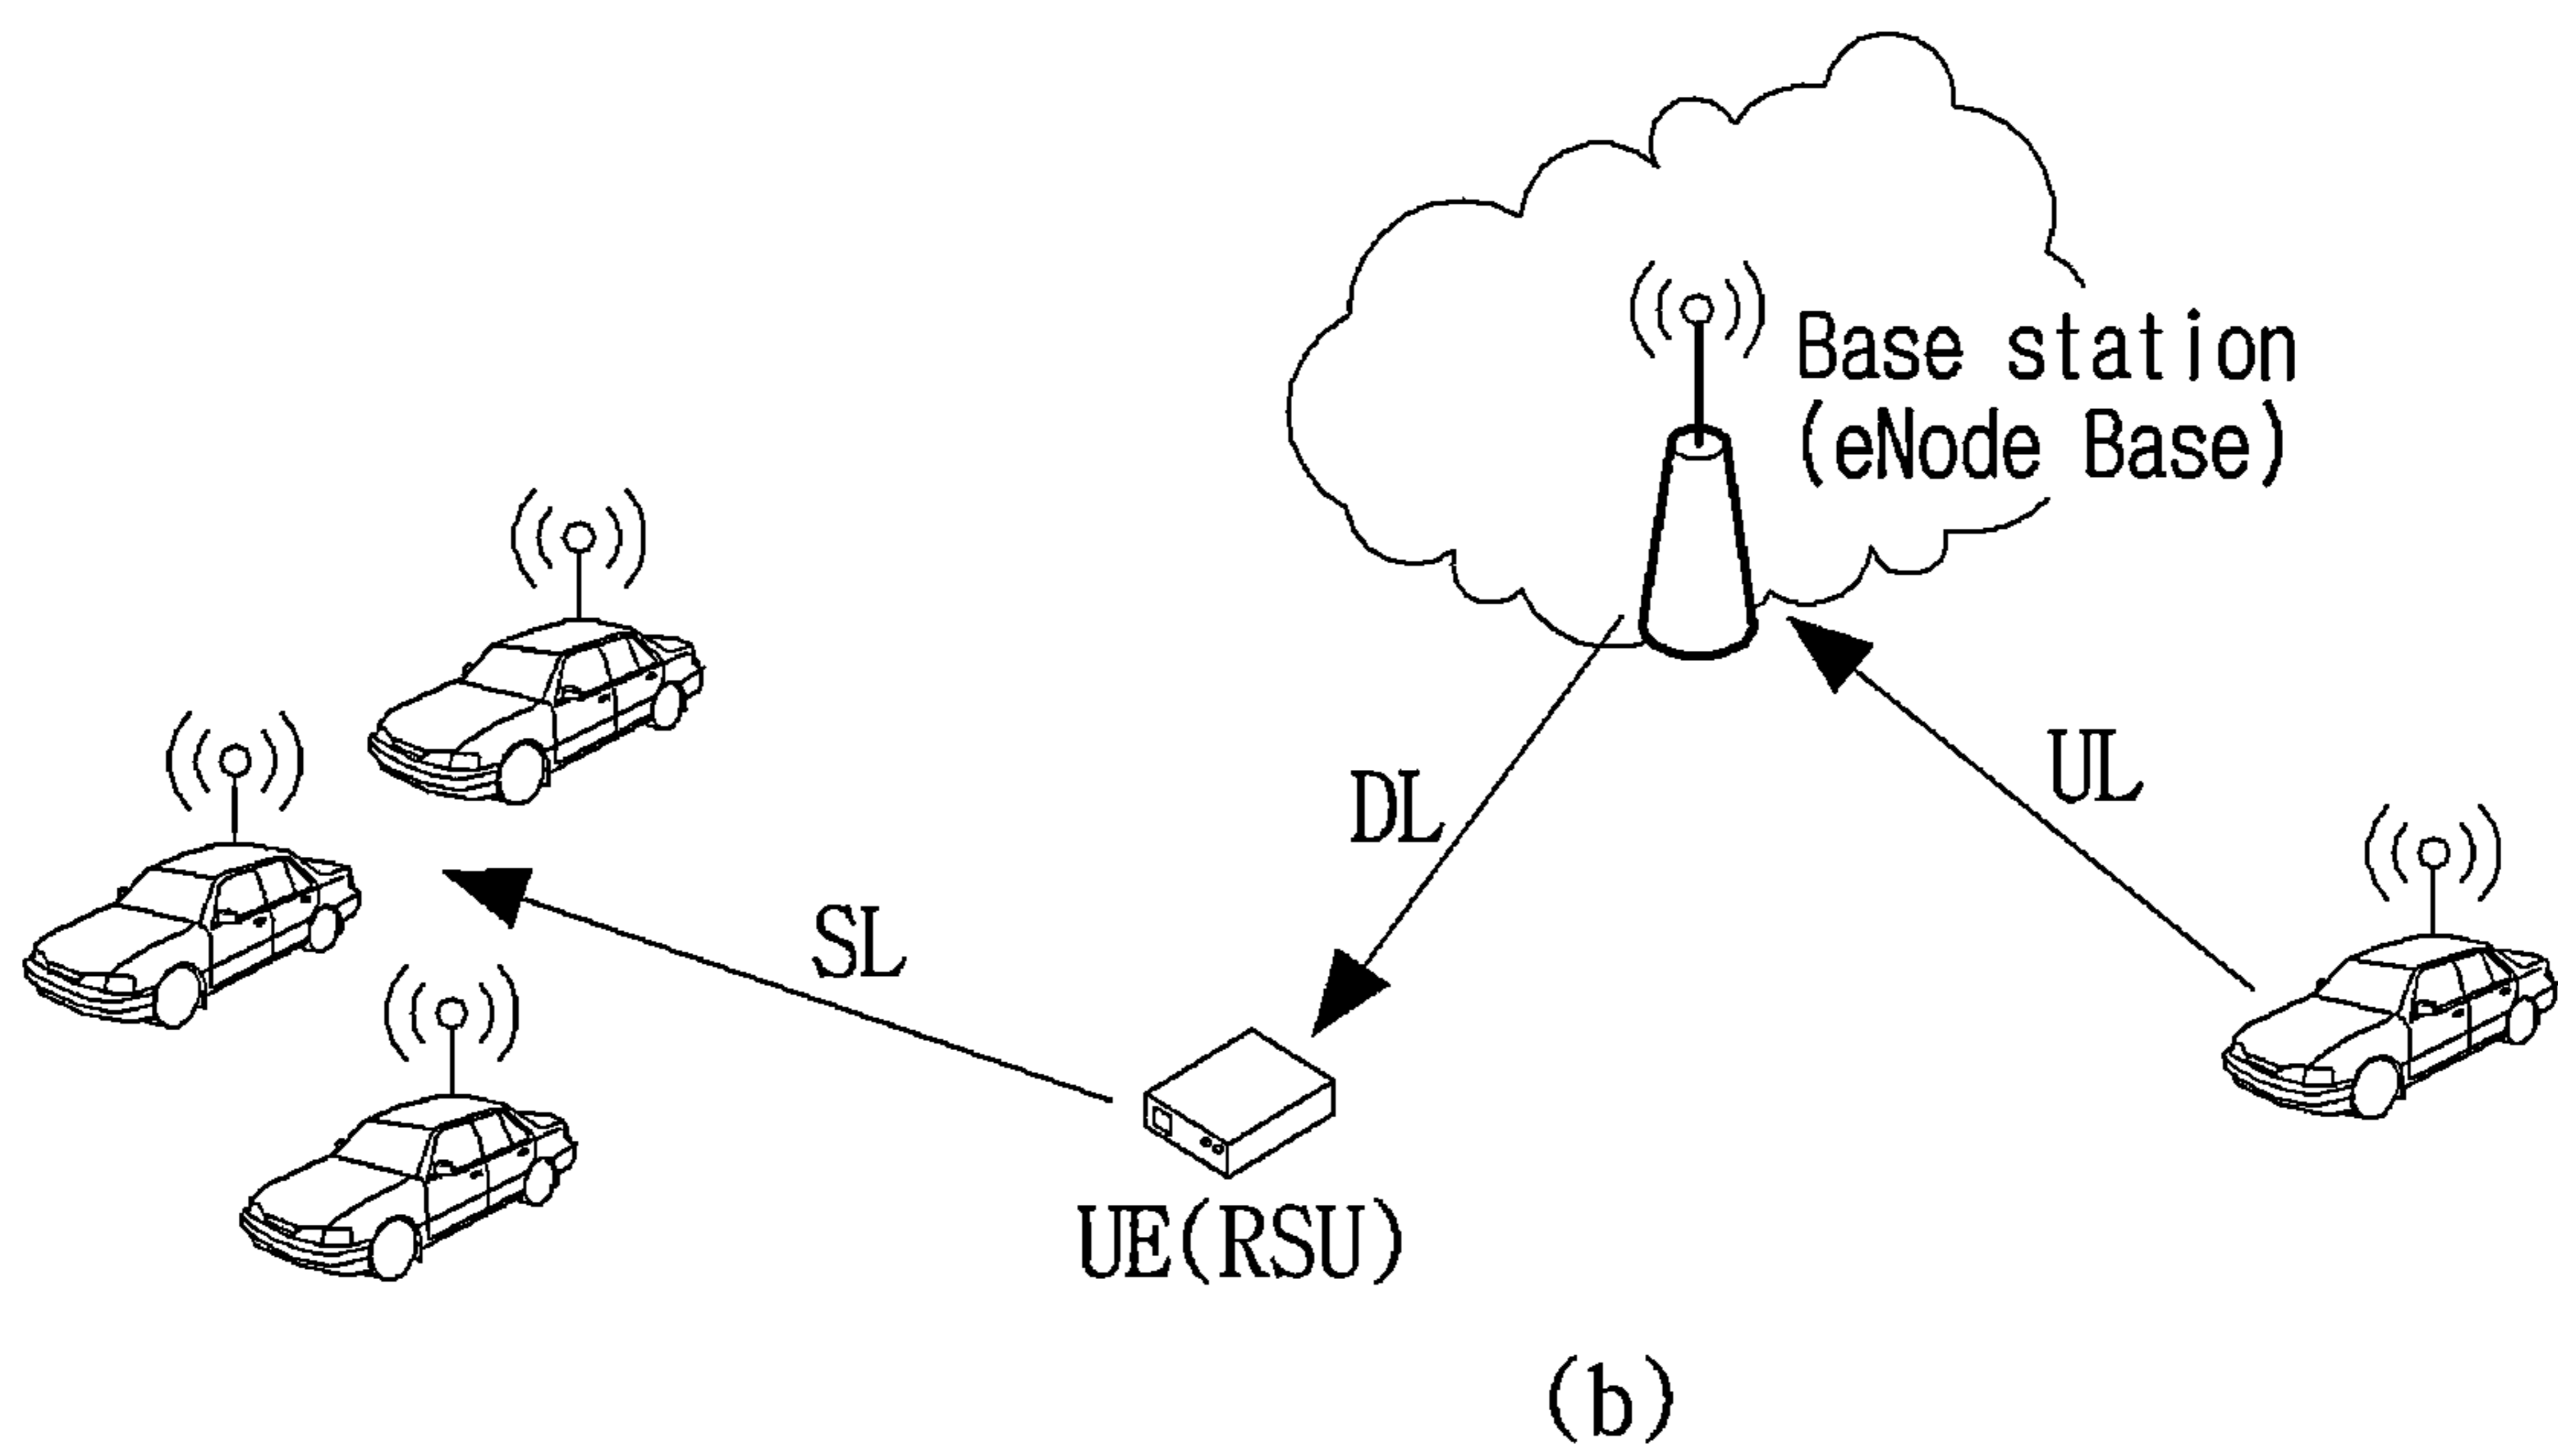 Base station
(eNode Base)
UL
DL
SL
UE(RSU)
(b)